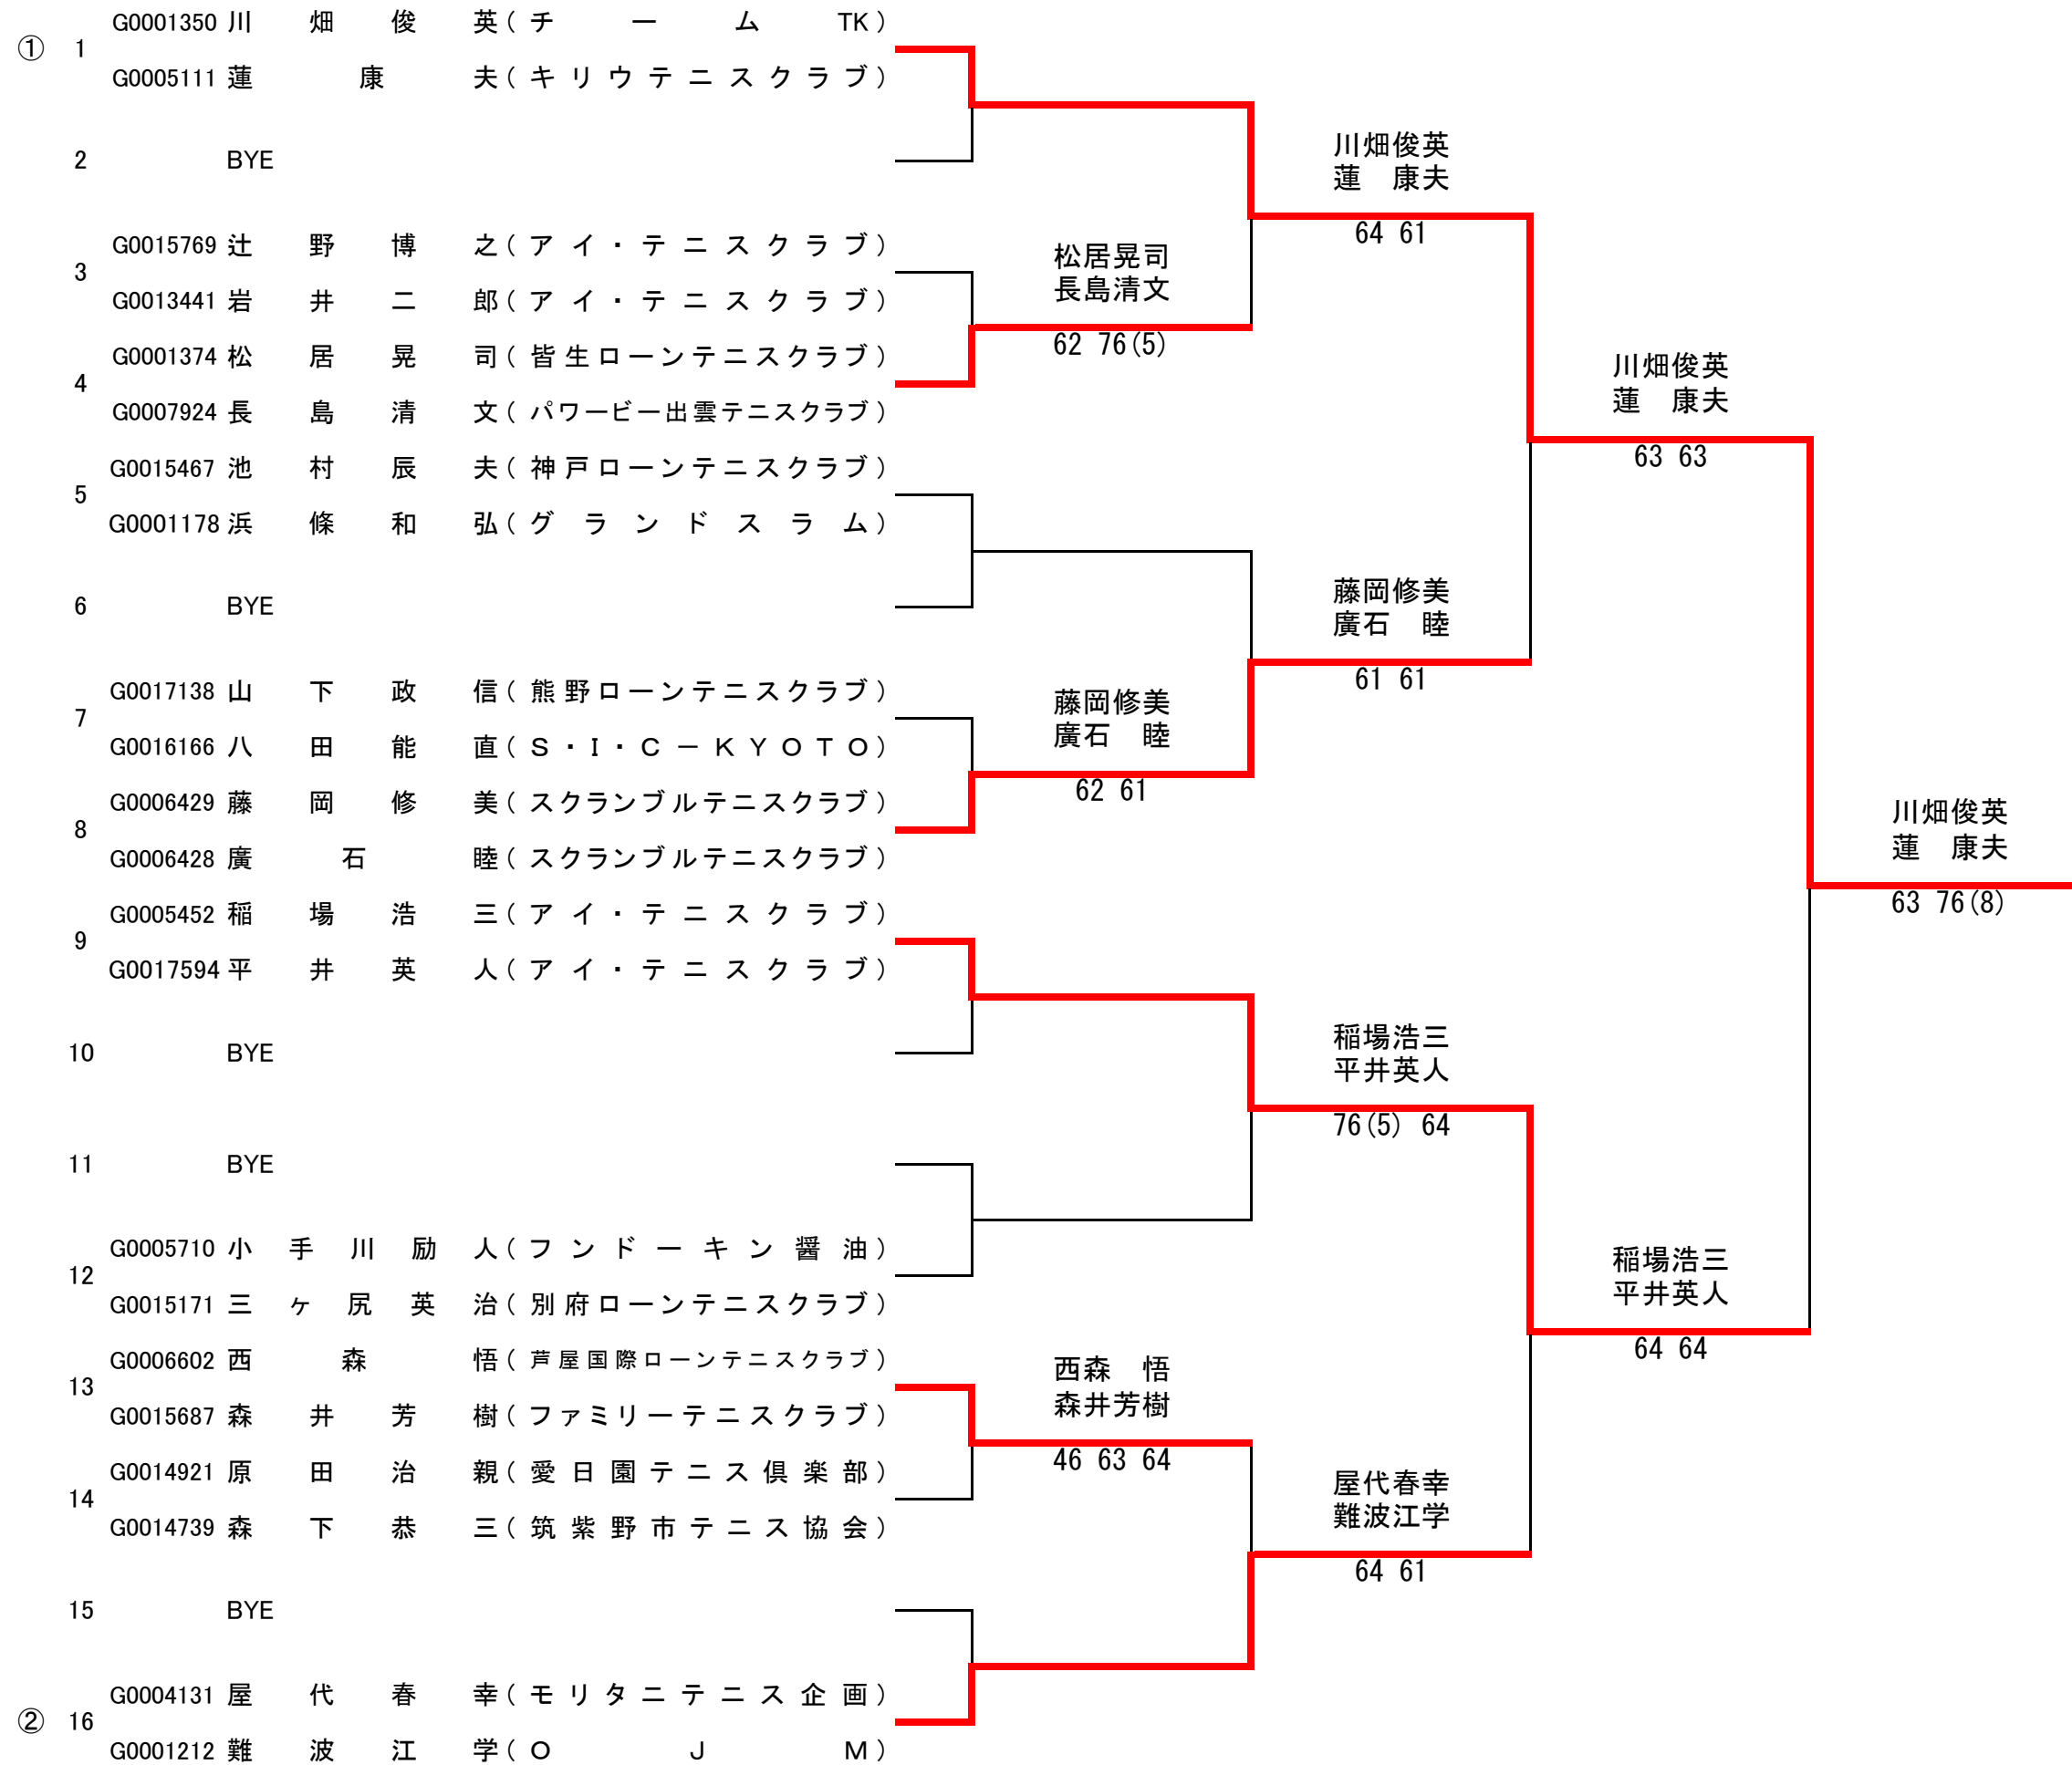 G0001350 川畑俊英(チームTK)
① 1
G0005111 蓮康夫(キリウテニスクラブ)
2 BYE
G0015769 辻野博之(アイ・テニスクラブ)
3
G0013441 岩井二郎(アイ・テニスクラブ)
G0001374 松居晃司(皆生ローンテニスクラブ)
4
G0007924 長島清文(パワービー出雲テニスクラブ)
G0015467 池村辰夫(神戸ローンテニスクラブ)
5
G0001178 浜條和弘(グランドスラム)
6 BYE
G0017138 山下政信(熊野ローンテニスクラブ)
7
G0016166 八田能直(S・I・C-KYOTO)
G0006429 藤岡修美(スクランブルテニスクラブ)
8
G0006428 廣石睦(スクランブルテニスクラブ)
G0005452 稲場浩三(アイ・テニスクラブ)
9
G0017594 平井英人(アイ・テニスクラブ)
10 BYE
11 BYE
G0005710 小手川励人(フンドーキン醤油)
12
G0015171 三ヶ尻英治(別府ローンテニスクラブ)
G0006602 西森悟(芦屋国際ローンテニスクラブ)
13
G0015687 森井芳樹(ファミリーテニスクラブ)
G0014921 原田治親(愛日園テニス倶楽部)
14
G0014739 森下恭三(筑紫野市テニス協会)
15 BYE
G0004131 屋代春幸(モリタニテニス企画)
② 16
G0001212 難波江学(OJM)
松居晃司
長島清文
62 76(5)
藤岡修美
廣石　睦
62 61
西森　悟
森井芳樹
46 63 64
川畑俊英
蓮　康夫
64 61
藤岡修美
廣石　睦
61 61
稲場浩三
平井英人
76(5) 64
屋代春幸
難波江学
64 61
川畑俊英
蓮　康夫
63 63
稲場浩三
平井英人
64 64
川畑俊英
蓮　康夫
63 76(8)